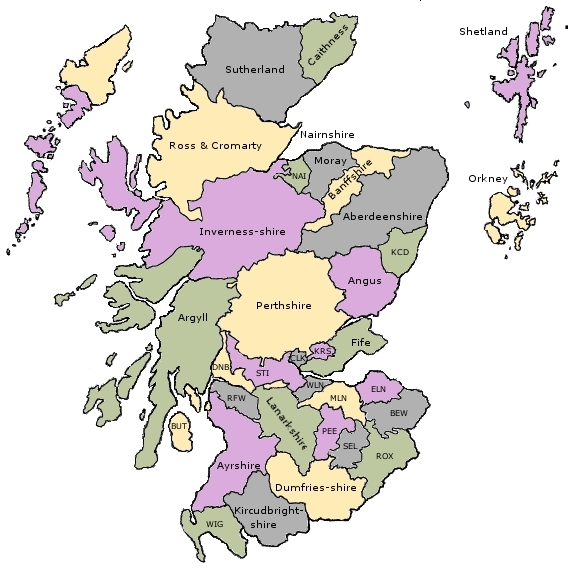 Shetland
Caithness
Sutherland
Nairnshire
Ross & Cromarty
Moray
NAI
Banffshire
Orkney
Aberdeenshire
Inverness-shire
KCD
Angus
Perthshire
Argyll
Fife
KRS
CLK
DNB
STI
WLN
ELN
RFW
MLN
BEW
Lanark-shire
BUT
PEE
SEL
ROX
Ayrshire
Dumfries-shire
Kircudbright-
shire
WIG